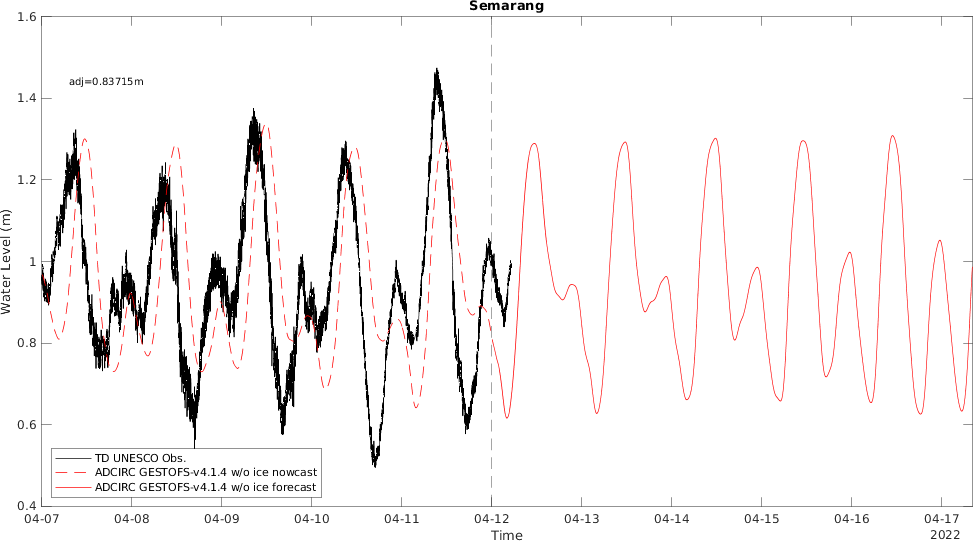 Semarang
1.6
1.4
1.2
1
0.8
0.6
0.4
Water Level (m)
adj=0.83715m
TD UNESCO Obs.
ADCIRC GESTOFS-v4.1.4 w/o ice nowcast
ADCIRC GESTOFS-v4.1.4 w/o ice forecast
04-07 04-08 04-09 04-10 04-11 04-12 04-13 04-14 04-15 04-16 04-17
Time
2022